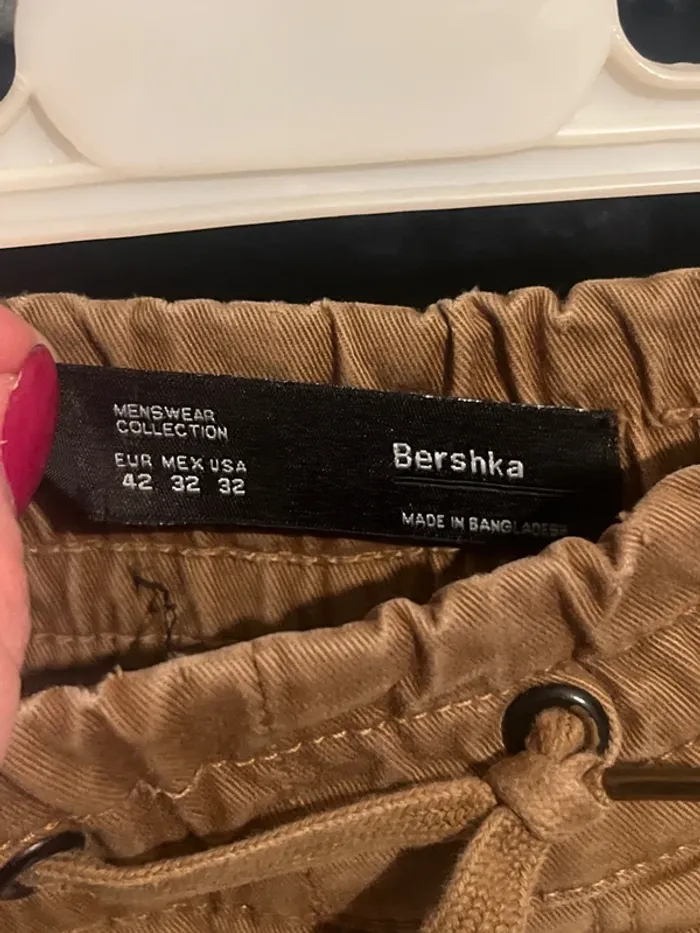 MENSWEAR
COLLECTION
EUR MEX USA
42 32 32
Bershka
MADE IN BANGLADESH